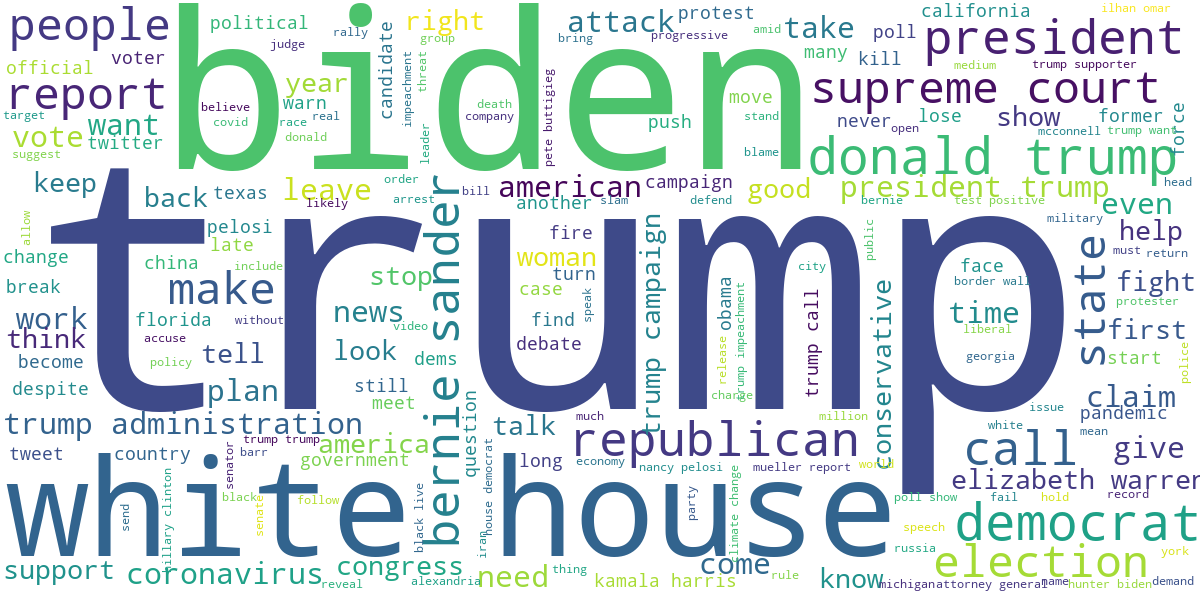 people
political
right
attack
protest
california
ilhan omar
biden
judge
rally
group
bring
progressive
amid
take
poll
president
official
voter
candidate
many
kill
medium
trump supporter
report
year
impeachment
threat
supreme court
believe
warn
death
company
move
target
want
covid
race
real
stand
never
lose
show
former
force
vote
twitter
donald
leader
pete buttigieg
push
blame
open
mcconnell
trump want
suggest
donald trump
keep
back
texas
leave
order
bill
american
campaign
good
president trump
head
likely
arrest
another
slam
defend
bernie
test positive
even
allow
pelosi
late
bernie sander
fire
trump campaign
public
military
help
change
china
include
woman
city
face
must
return
trump
stop
turn
border wall
state
break
make
case
speak
obama
trump impeachment
conservative
fight
protester
work
florida
without
news
video
find
trump call
time
liberal
first
think
accuse
debate
become
policy
tell
look
dems
release
georgia
start
police
despite
plan
still
meet
charge
claim
trump administration
question
much
million
issue
pandemic
tweet
country
senator
trump trump
barr
america
talk
republican
white
mean
call
give
government
house democrat
long
economy
nancy pelosi
mueller report
world
elizabeth warren
white house
hillary clinton
black
senate
follow
black live
party
climate change
poll show
fail
hold
record
send
iran
speech
democrat
support
coronavirus
congress
come
russia
election
york
reveal
alexandria
need
thing
kamala harris
rule
know
michigan
attorney general
name
hunter biden
demand